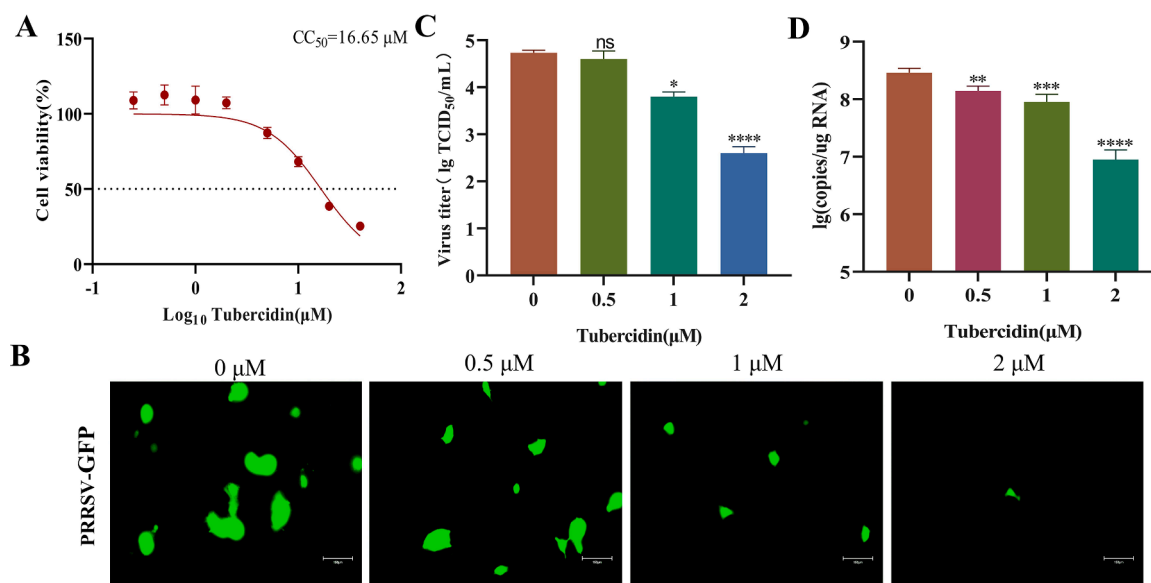 A
CC50=16.65 μM
Cell viability(%)
150
100
50
0
-1
0
1
2
Log10 Tubercidin(μM)
C
Virus titer( lg TCID50/mL)
5
4
3
2
1
0
ns
*
****
0
0.5
1
2
Tubercidin(μM)
D
lg(copies/ug RNA)
9
8
7
6
5
**
***
****
0
0.5
1
2
Tubercidin(μM)
B
0 μM
0.5 μM
1 μM
2 μM
PRRSV-GFP